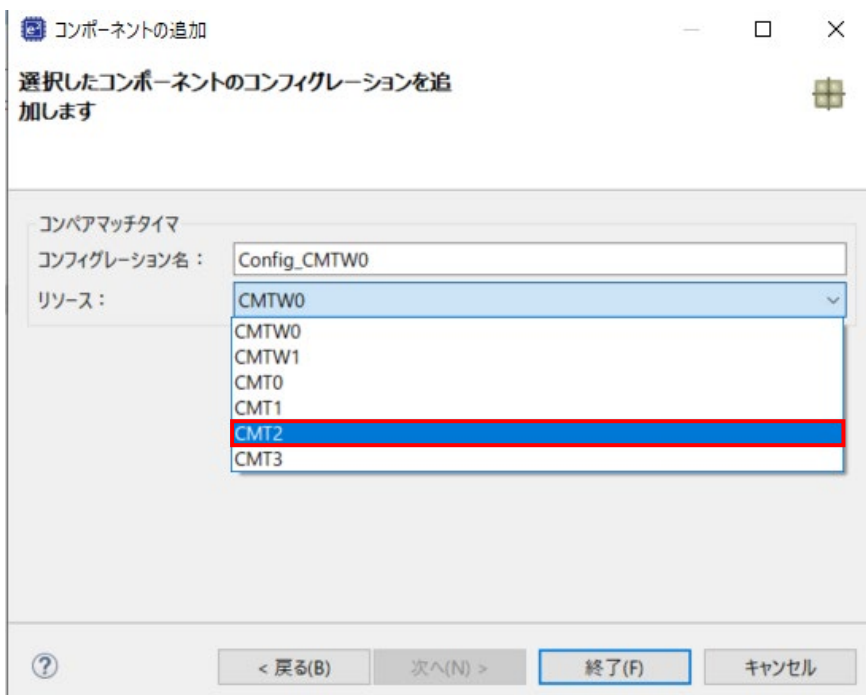 コンポーネントの追加
選択したコンポーネントのコンフィグレーションを追
加します
コンペアマッチタイマ
コンフィグレーション名：
Config_CMTW0
リソース：
CMTW0
CMTW0
CMTW1
CMT0
CMT1
CMT2
CMT3
< 戻る(B)
次へ(N) >
終了(F)
キャンセル